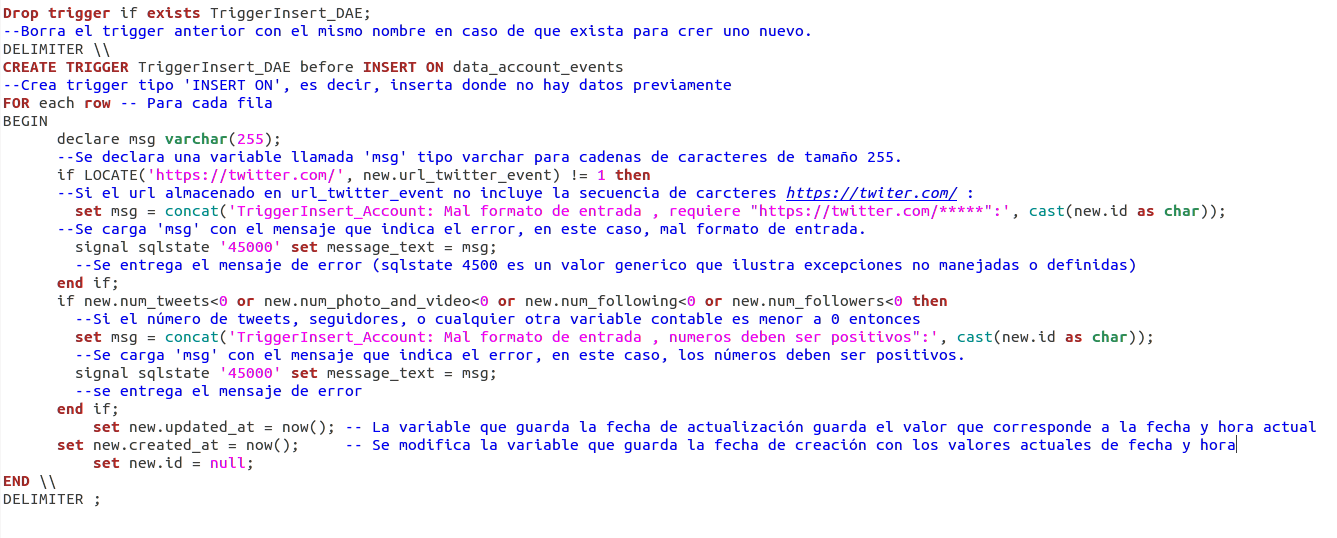 Drop trigger if exists TriggerInsert_DAE;
--Borra el trigger anterior con el mismo nombre en caso de que exista para crer uno nuevo.
DELIMITER \\
CREATE TRIGGER TriggerInsert_DAE before INSERT ON data_account_events
--Crea trigger tipo 'INSERT ON', es decir, inserta donde no hay datos previamente
FOR each row -- Para cada fila
BEGIN
declare msg varchar(255);
--Se declara una variable llamada 'msg' tipo varchar para cadenas de caracteres de tamaño 255.
if LOCATE('https://twitter.com/', new.url_twitter_event) != 1 then
--Si el url almacenado en url_twitter_event no incluye la secuencia de carcteres https://twiter.com/ :
set msg = concat('TriggerInsert_Account: Mal formato de entrada , requiere "https://twitter.com/*****":', cast(new.id as char));
--Se carga 'msg' con el mensaje que indica el error, en este caso, mal formato de entrada.
signal sqlstate '45000' set message_text = msg;
--Se entrega el mensaje de error (sqlstate 4500 es un valor generico que ilustra excepciones no manejadas o definidas)
end if;
if new.num_tweets<0 or new.num_photo_and_video<0 or new.num_following<0 or new.num_followers<0 then
--Si el número de tweets, seguidores, o cualquier otra variable contable es menor a 0 entonces
set msg = concat('TriggerInsert_Account: Mal formato de entrada , numeros deben ser positivos":', cast(new.id as char));
--Se carga 'msg' con el mensaje que indica el error, en este caso, los números deben ser positivos.
signal sqlstate '45000' set message_text = msg;
--se entrega el mensaje de error
end if;
set new.updated_at = now(); -- La variable que guarda la fecha de actualización guarda el valor que corresponde a la fecha y hora actual
set new.created_at = now(); -- Se modifica la variable que guarda la fecha de creación con los valores actuales de fecha y hora
set new.id = null;
END \\
DELIMITER ;